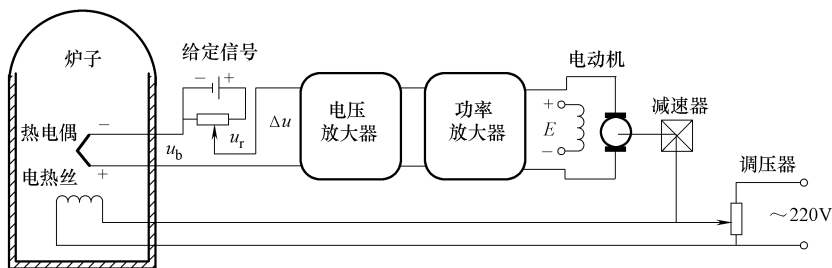 炉子
给定信号
− +
热电偶
−
+
u_b
u_r
Δu
电压
放大器
功率
放大器
电动机
+
E
−
减速器
调压器
～220V
电热丝